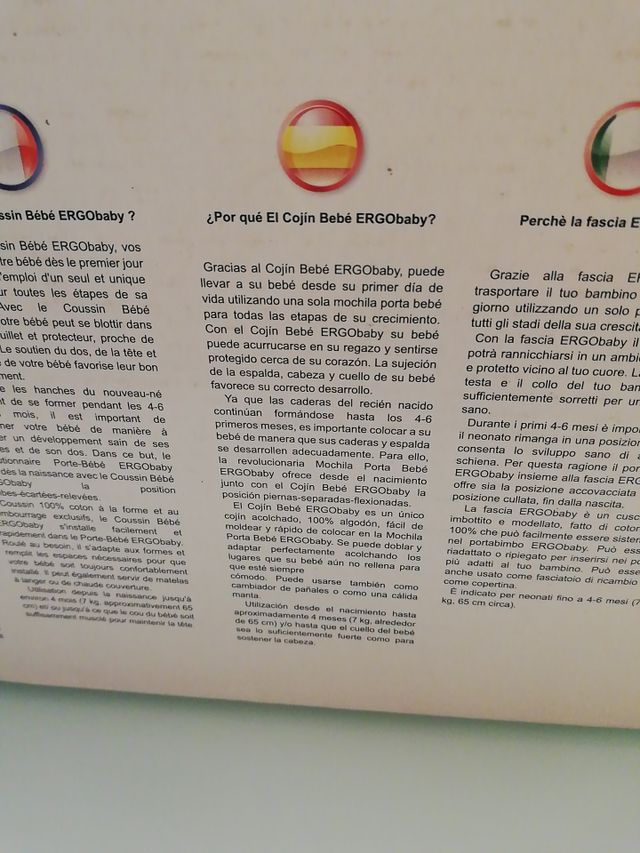 ssin Bébé ERGObaby ?
sin Bébé ERGObaby, vos
tre bébé dès le premier jour
'emploi d'un seul et unique
ur toutes les étapes de sa
Avec le Coussin Bébé
otre bébé peut se blottir dans
uillet et protecteur, proche de
Le soutien du dos, de la tête et
de votre bébé favorise leur bon
ment.
e les hanches du nouveau-né
nt de se former pendant les 4-6
mois, il est important de
ner votre bébé de manière à
er un développement sain de ses
es et de son dos. Dans ce but, le
tionnaire Porte-Bébé ERGObaby
dès la naissance avec le Coussin Bébé
GObaby la position
bes-écartées-relevées.
Coussin 100% coton à la forme et au
embourrage exclusifs, le Coussin Bébé
ERGObaby s'installe facilement et
rapidement dans le Porte-Bébé ERGObaby.
Roulé au besoin, il s'adapte aux formes et
remplit les espaces nécessaires pour que
votre bébé soit toujours confortablement
installé. Il peut également servir de matelas
à langer ou de chaude couverture.
Utilisation depuis la naissance jusqu'à
environ 4 mois (7 kg, approximativement 65
cm) et/ ou jusqu'à ce que le cou du bébé soit
suffisamment musclé pour maintenir la tête
¿Por qué El Cojín Bebé ERGObaby?
Gracias al Cojín Bebé ERGObaby, puede
llevar a su bebé desde su primer día de
vida utilizando una sola mochila porta bebé
para todas las etapas de su crecimiento.
Con el Cojín Bebé ERGObaby su bebé
puede acurrucarse en su regazo y sentirse
protegido cerca de su corazón. La sujeción
de la espalda, cabeza y cuello de su bebé
favorece su correcto desarrollo.
Ya que las caderas del recién nacido
continúan formándose hasta los 4-6
primeros meses, es importante colocar a su
bebé de manera que sus caderas y espalda
se desarrollen adecuadamente. Para ello,
la revolucionaria Mochila Porta Bebé
ERGObaby ofrece desde el nacimiento
junto con el Cojín Bebé ERGObaby la
posición piernas-separadas-flexionadas.
El Cojín Bebé ERGObaby es un único
cojín acolchado, 100% algodón, fácil de
moldear y rápido de colocar en la Mochila
Porta Bebé ERGObaby. Se puede doblar y
adaptar perfectamente acolchando los
lugares que su bebé aún no rellena para
que esté siempre
cómodo. Puede usarse también como
cambiador de pañales o como una cálida
manta.
Utilización desde el nacimiento hasta
aproximadamente 4 meses (7 kg, alrededor
de 65 cm) y/o hasta que el cuello del bebé
sea lo suficientemente fuerte como para
sostener la cabeza.
Perchè la fascia E
Grazie alla fascia ER
trasportare il tuo bambino
giorno utilizzando un solo p
tutti gli stadi della sua crescita
Con la fascia ERGObaby il
potrà rannicchiarsi in un ambi
e protetto vicino al tuo cuore. La
testa e il collo del tuo bam
sufficientemente sorretti per un
sano.
Durante i primi 4-6 mesi è impor
il neonato rimanga in una posizion
consenta lo sviluppo sano di a
schiena. Per questa ragione il por
ERGObaby insieme alla fascia ERG
offre sia la posizione accovacciata
posizione cullata, fin dalla nascita.
La fascia ERGObaby è un cusc
imbottito e modellato, fatto di coton
100% che può facilmente essere sistem
nel portabimbo ERGObaby. Può ess
riadattato o ripiegato per inserirsi nei po
più adatti al tuo bambino. Può esse
anche usato come fasciatoio di ricambio
come copertina.
È indicato per neonati fino a 4-6 mesi (7
kg, 65 cm circa).